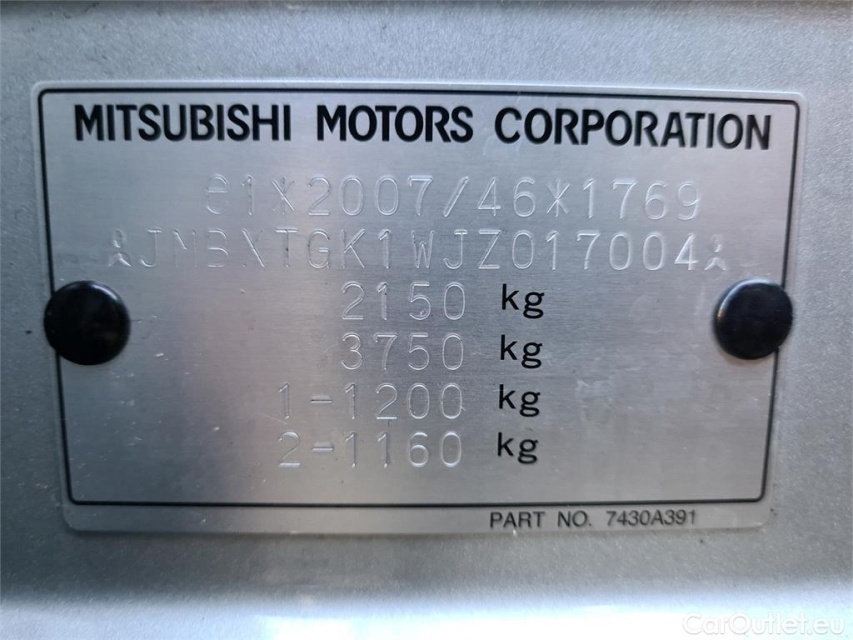 MITSUBISHI MOTORS CORPORATION
e1*2007/46*1769
JMBXTGK1WJZ017004
2150 kg
3750 kg
1-1200 kg
2-1160 kg
PART NO. 7430A391
CarOutlet.eu